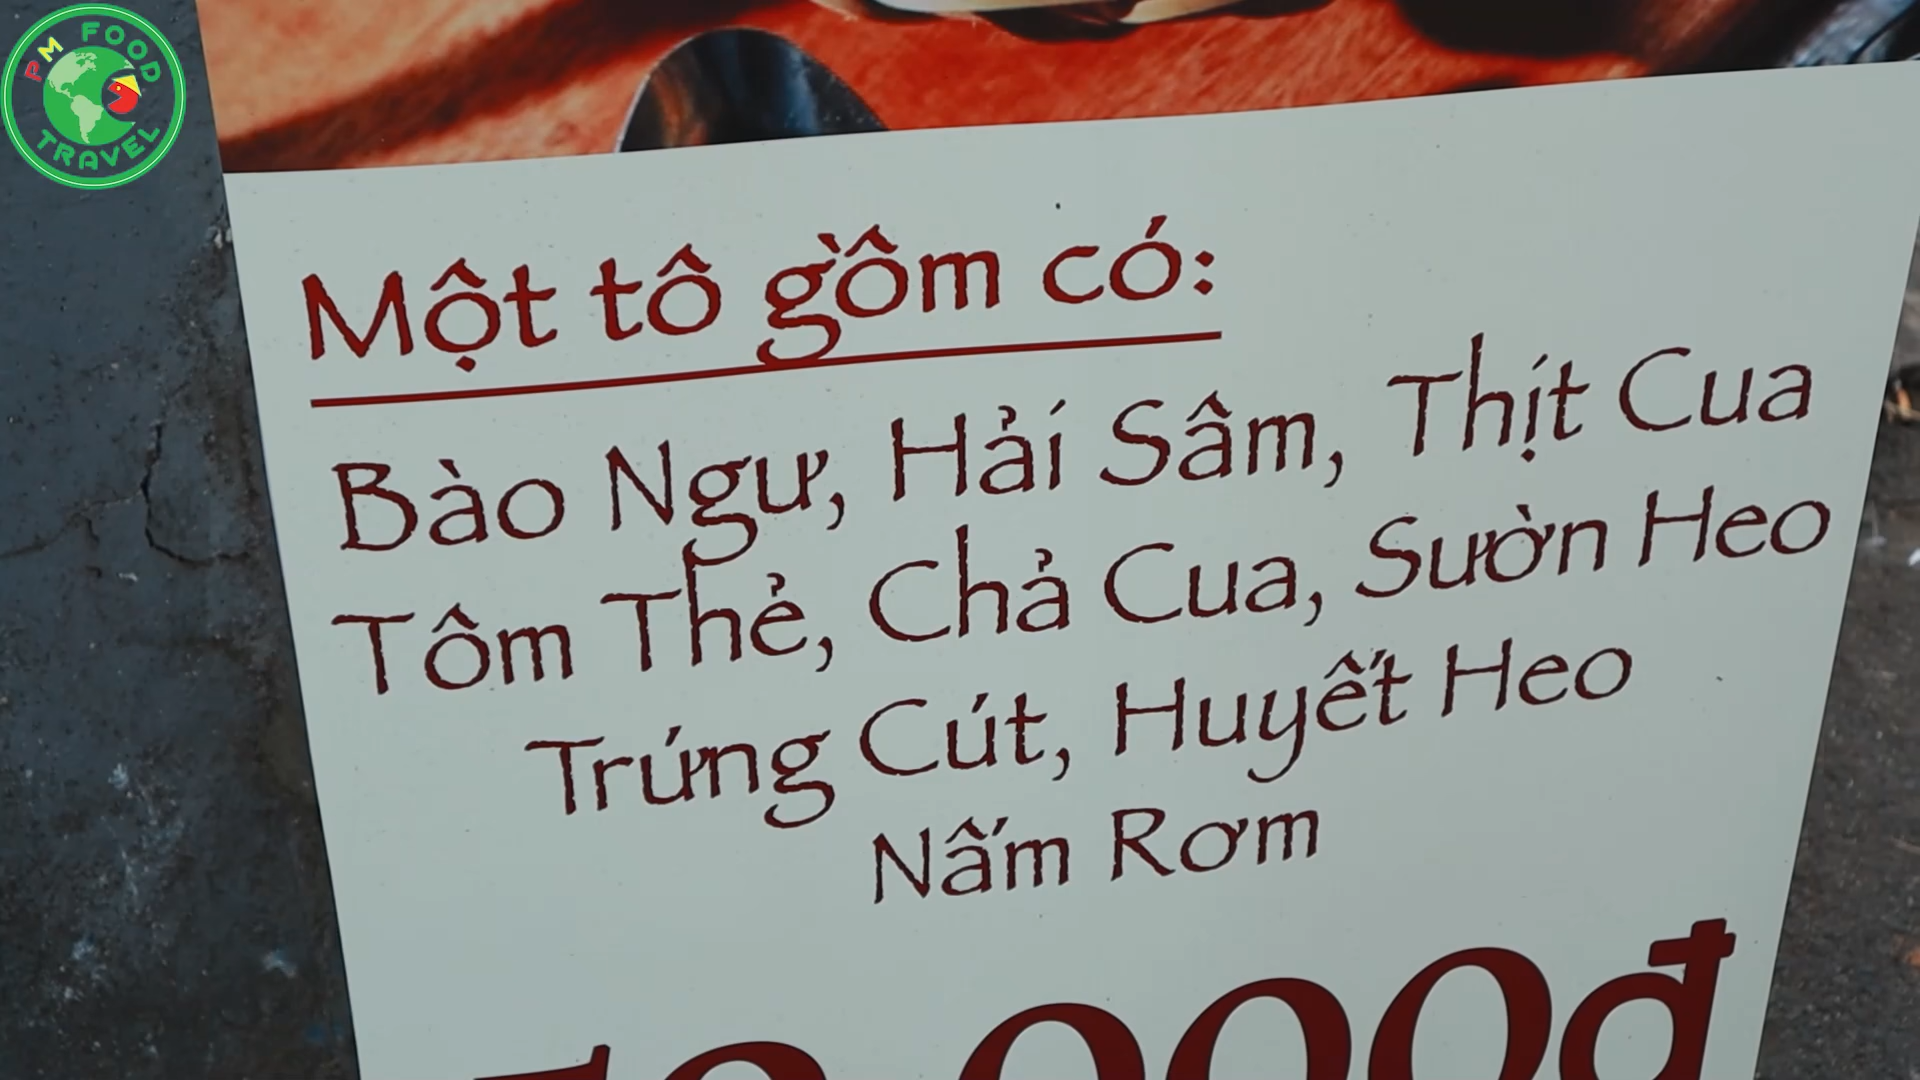 PM FOOD
TRAVEL
Một tô gồm có:
Bào Ngư, Hải Sâm, Thịt Cua
Tôm Thẻ, Chả Cua, Sườn Heo
Trứng Cút, Huyết Heo
Nấm Rơm